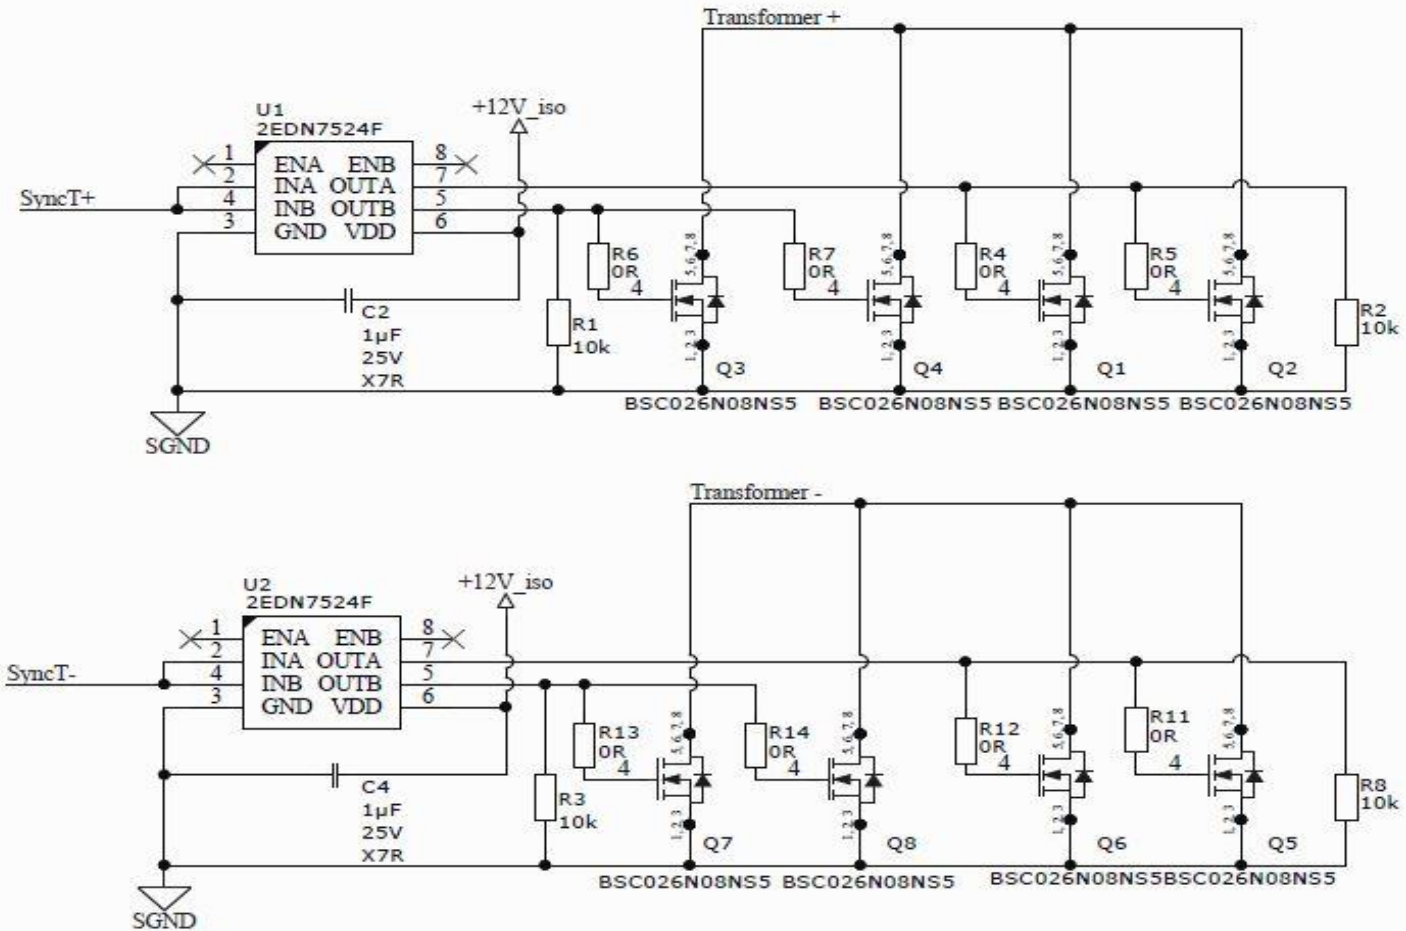 Transformer +
+12V_iso
U1
2EDN7524F
1 ENA ENB 8
2 INA OUTA 7
SyncT+ 4 INB OUTB 5
3 GND VDD 6
R6 0R 4 5,6,7,8
R7 0R 4 5,6,7,8
R4 0R 4 5,6,7,8
R5 0R 4 5,6,7,8
C2
1µF
25V
X7R
R1
10k
R2
10k
1, 2, 3 Q3
1, 2, 3 Q4
1, 2, 3 Q1
1, 2, 3 Q2
BSC026N08NS5 BSC026N08NS5 BSC026N08NS5 BSC026N08NS5
SGND
Transformer -
+12V_iso
U2
2EDN7524F
1 ENA ENB 8
2 INA OUTA 7
SyncT- 4 INB OUTB 5
3 GND VDD 6
R13 0R 4 5,6,7,8
R14 0R 4 5,6,7,8
R12 0R 4 5,6,7,8
R11 0R 4 5,6,7,8
C4
1µF
25V
X7R
R3
10k
R8
10k
1, 2, 3 Q7
1, 2, 3 Q8
1, 2, 3 Q6
1, 2, 3 Q5
BSC026N08NS5 BSC026N08NS5 BSC026N08NS5BSC026N08NS5
SGND